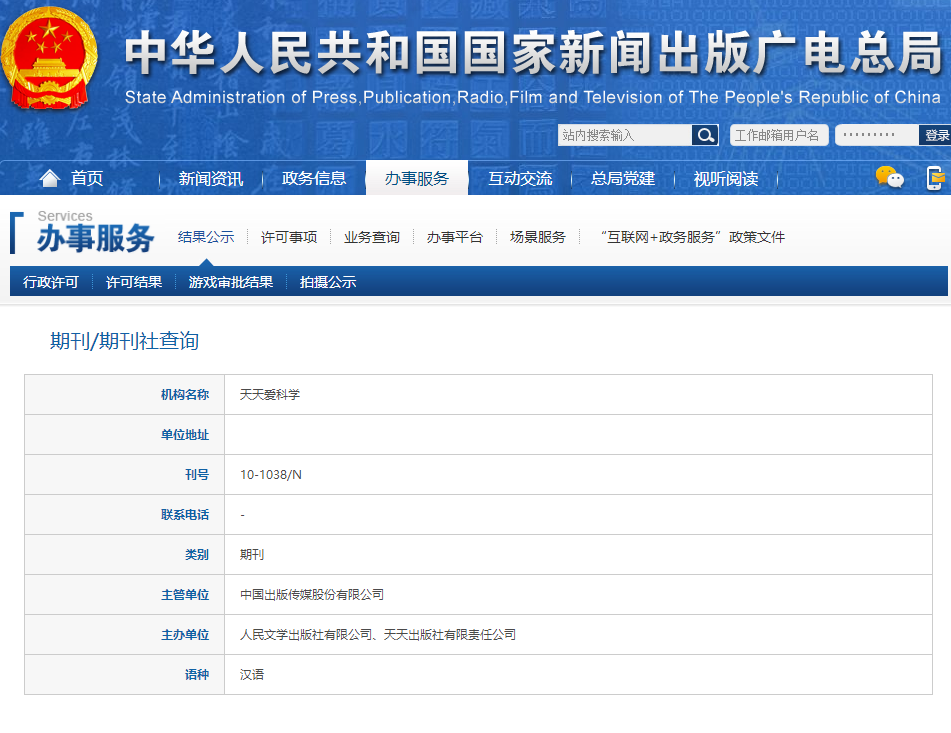 中华人民共和国国家新闻出版广电总局
State Administration of Press,Publication,Radio,Film and Television of The People's Republic of China
站内搜索输入 工作邮箱用户名 ········· 登录
首页 新闻资讯 政务信息 办事服务 互动交流 总局党建 视听阅读
Services
办事服务 结果公示 许可事项 业务查询 办事平台 场景服务 “互联网+政务服务”政策文件
行政许可 许可结果 游戏审批结果 拍摄公示
期刊/期刊社查询
机构名称 天天爱科学
单位地址
刊号 10-1038/N
联系电话 -
类别 期刊
主管单位 中国出版传媒股份有限公司
主办单位 人民文学出版社有限公司、天天出版社有限责任公司
语种 汉语